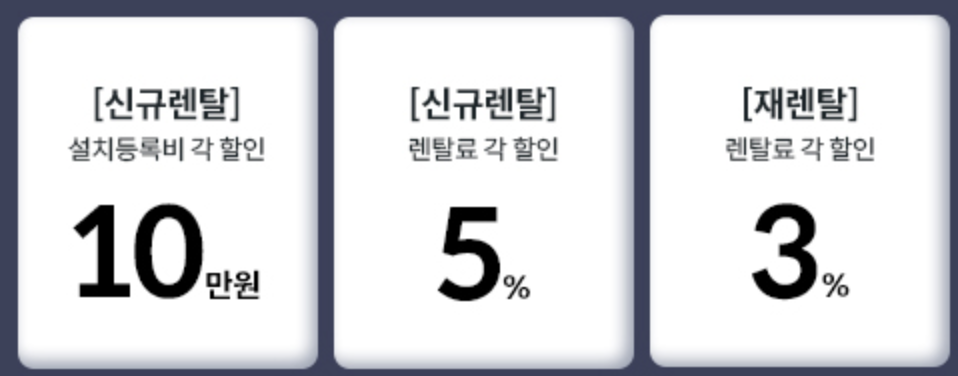 [신규렌탈]
설치등록비 각 할인
10만원
[신규렌탈]
렌탈료 각 할인
5%
[재렌탈]
렌탈료 각 할인
3%